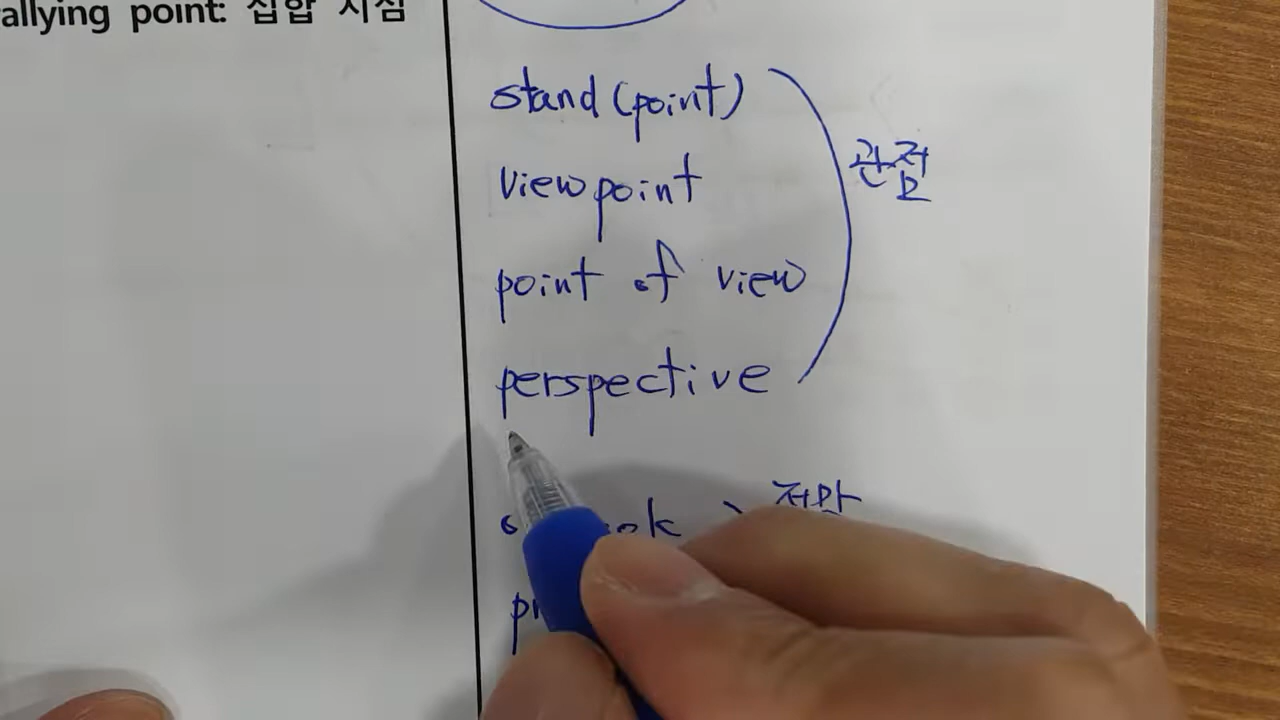 allying point: 집합 지점
stand (point)
viewpoint
point of view
perspective
관점
전망